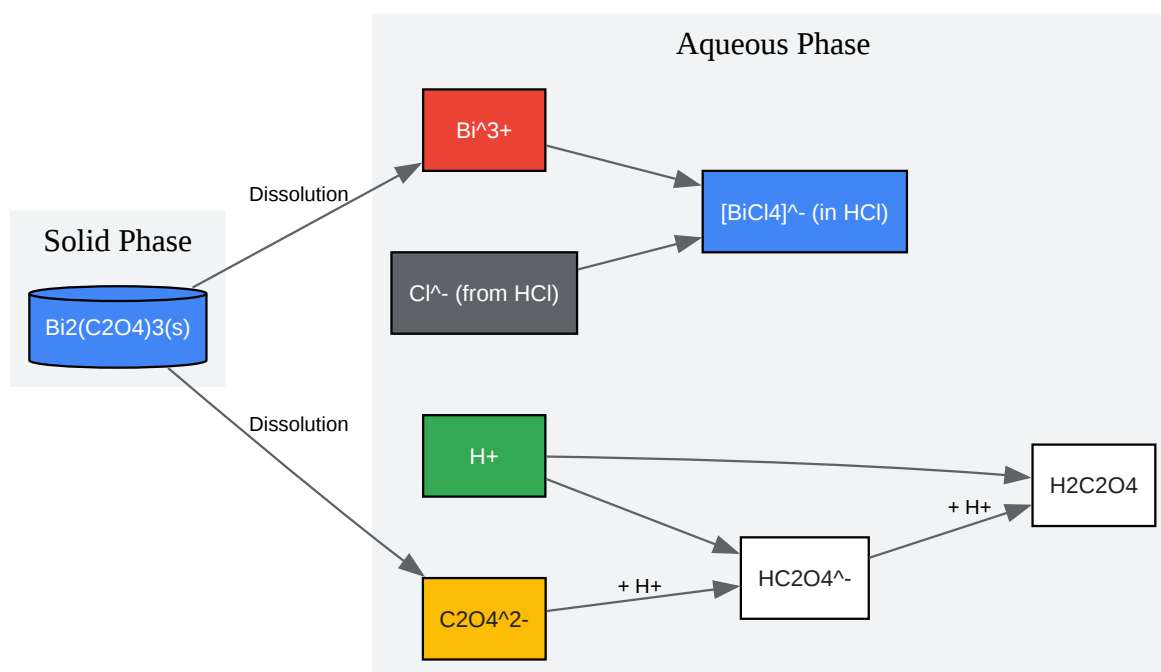 Aqueous Phase
Bi^3+
Dissolution
[BiCl4]^- (in HCl)
Solid Phase
Cl^- (from HCl)
Bi2(C2O4)3(s)
Dissolution
H+
H2C2O4
+ H+
HC2O4^-
+ H+
C2O4^2-